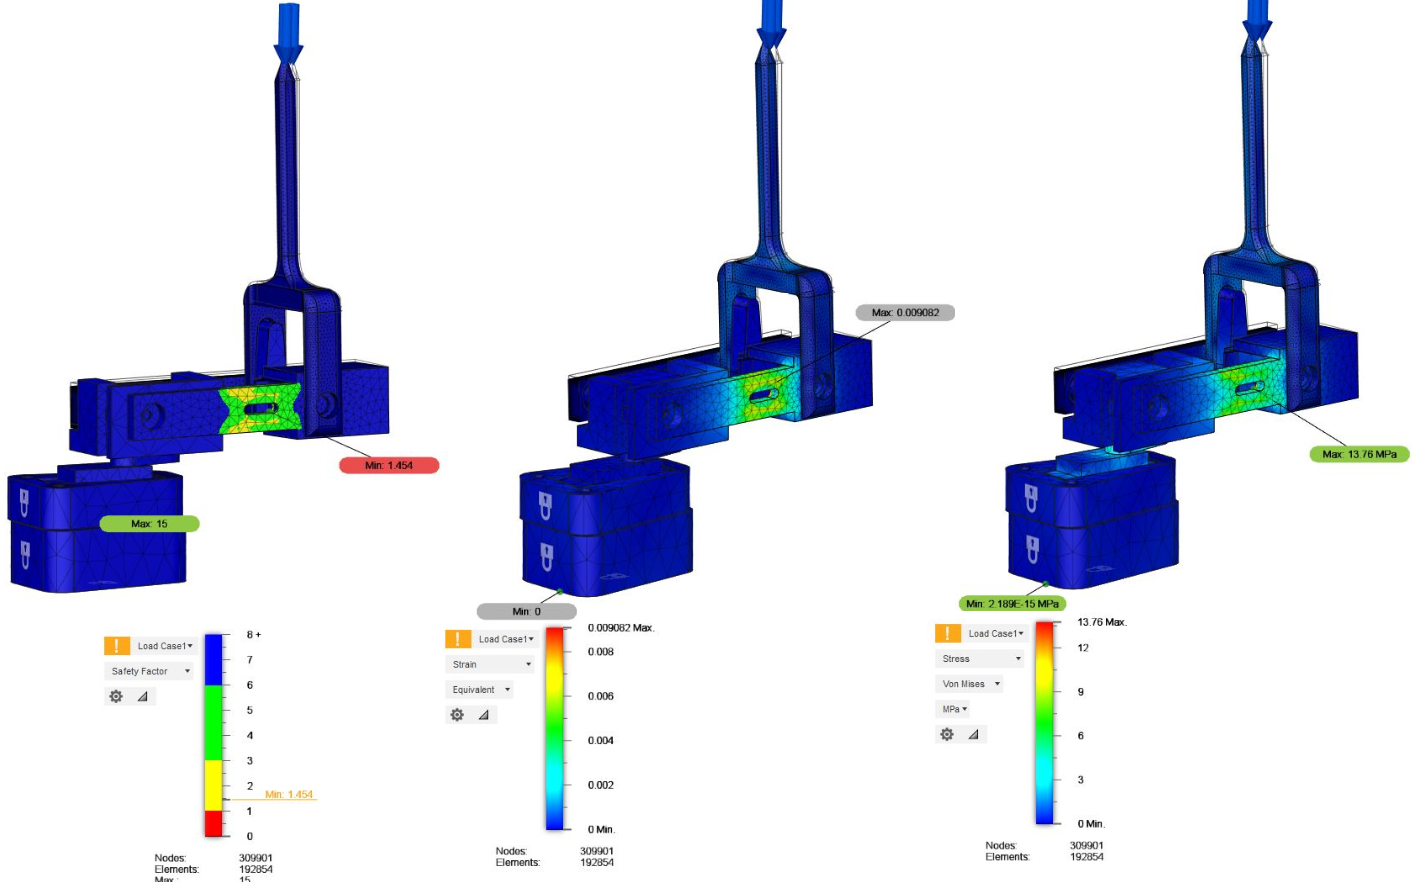 Max: 0.009082
Min: 1.454
Max: 13.76 MPa
Max: 15
Min: 0
Min: 2.189E-15 MPa
! Load Case1
Safety Factor
8 +
7
6
5
4
3
2
Min: 1.454
1
0
Nodes: 309901
Elements: 192854
Max.: 15
! Load Case1
Strain
Equivalent
0.009082 Max.
0.008
0.006
0.004
0.002
0 Min.
Nodes: 309901
Elements: 192854
! Load Case1
Stress
Von Mises
MPa
13.76 Max.
12
9
6
3
0 Min.
Nodes: 309901
Elements: 192854